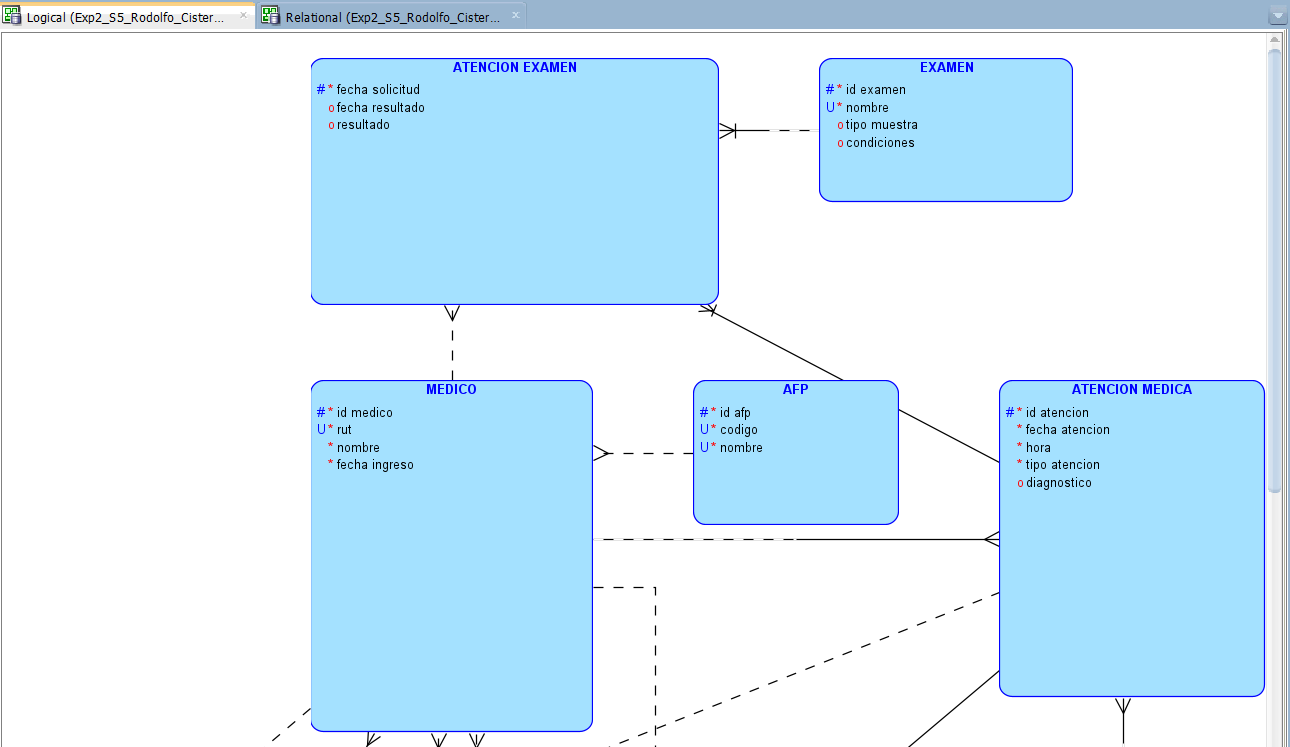 Logical (Exp2_S5_Rodolfo_Cister...
Relational (Exp2_S5_Rodolfo_Cister...
ATENCION EXAMEN
# * fecha solicitud
o fecha resultado
o resultado
EXAMEN
# * id examen
U * nombre
o tipo muestra
o condiciones
MEDICO
# * id medico
U * rut
* nombre
* fecha ingreso
AFP
# * id afp
U * codigo
U * nombre
ATENCION MEDICA
# * id atencion
* fecha atencion
* hora
* tipo atencion
o diagnostico